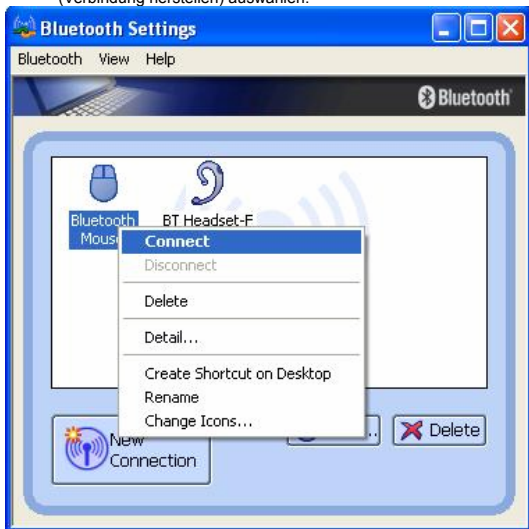 (Verbindung herstellen) auswählen.
Bluetooth Settings
Bluetooth View Help
Bluetooth
Bluetooth
Mouse
BT Headset-F
Connect
Disconnect
Delete
Detail...
Create Shortcut on Desktop
Rename
Change Icons...
New
Connection
Delete